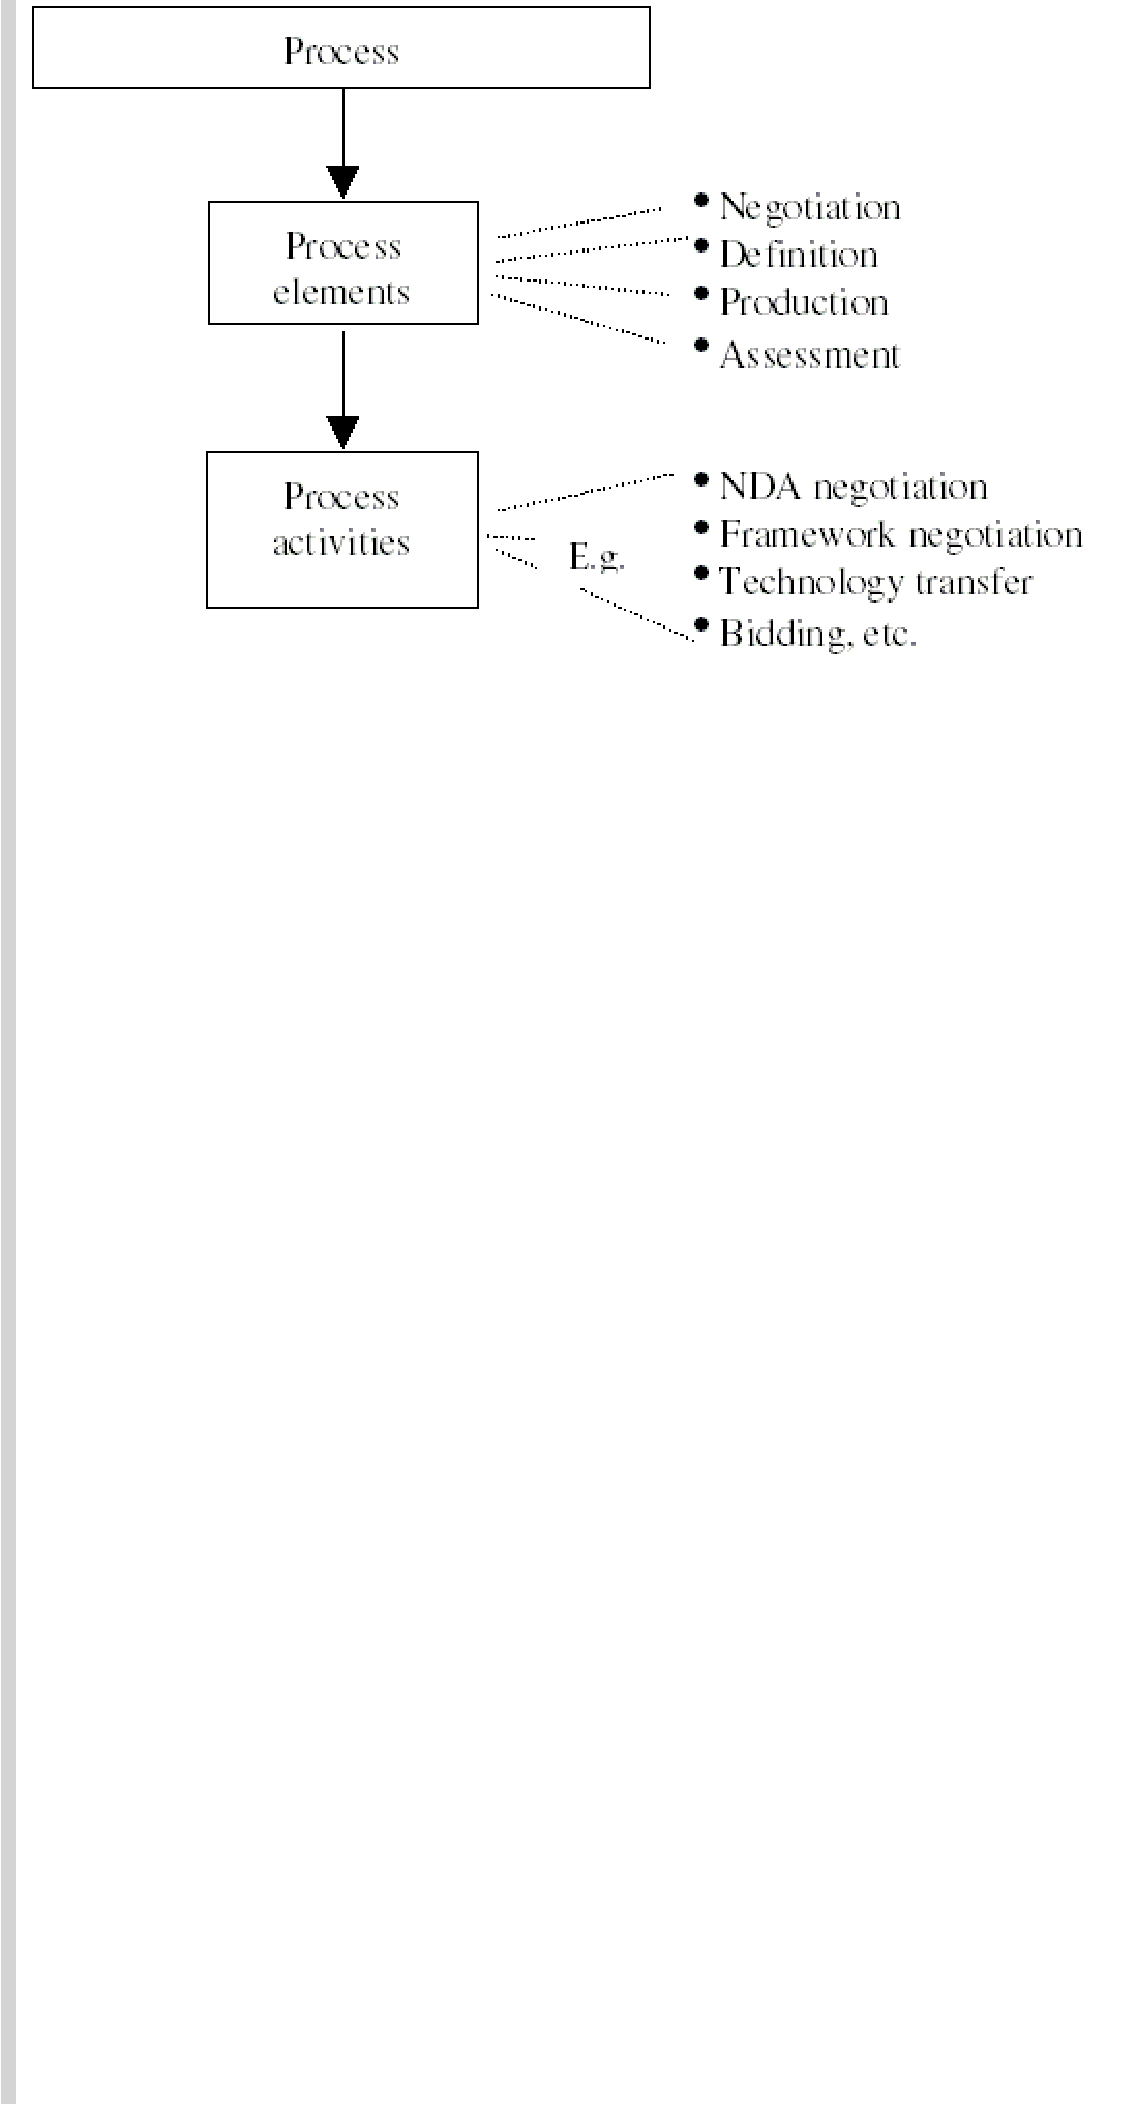 Process
Process
elements
• Negotiation
• Definition
• Production
• Assessment
Process
activities
E.g.
• NDA negotiation
• Framework negotiation
• Technology transfer
• Bidding, etc.